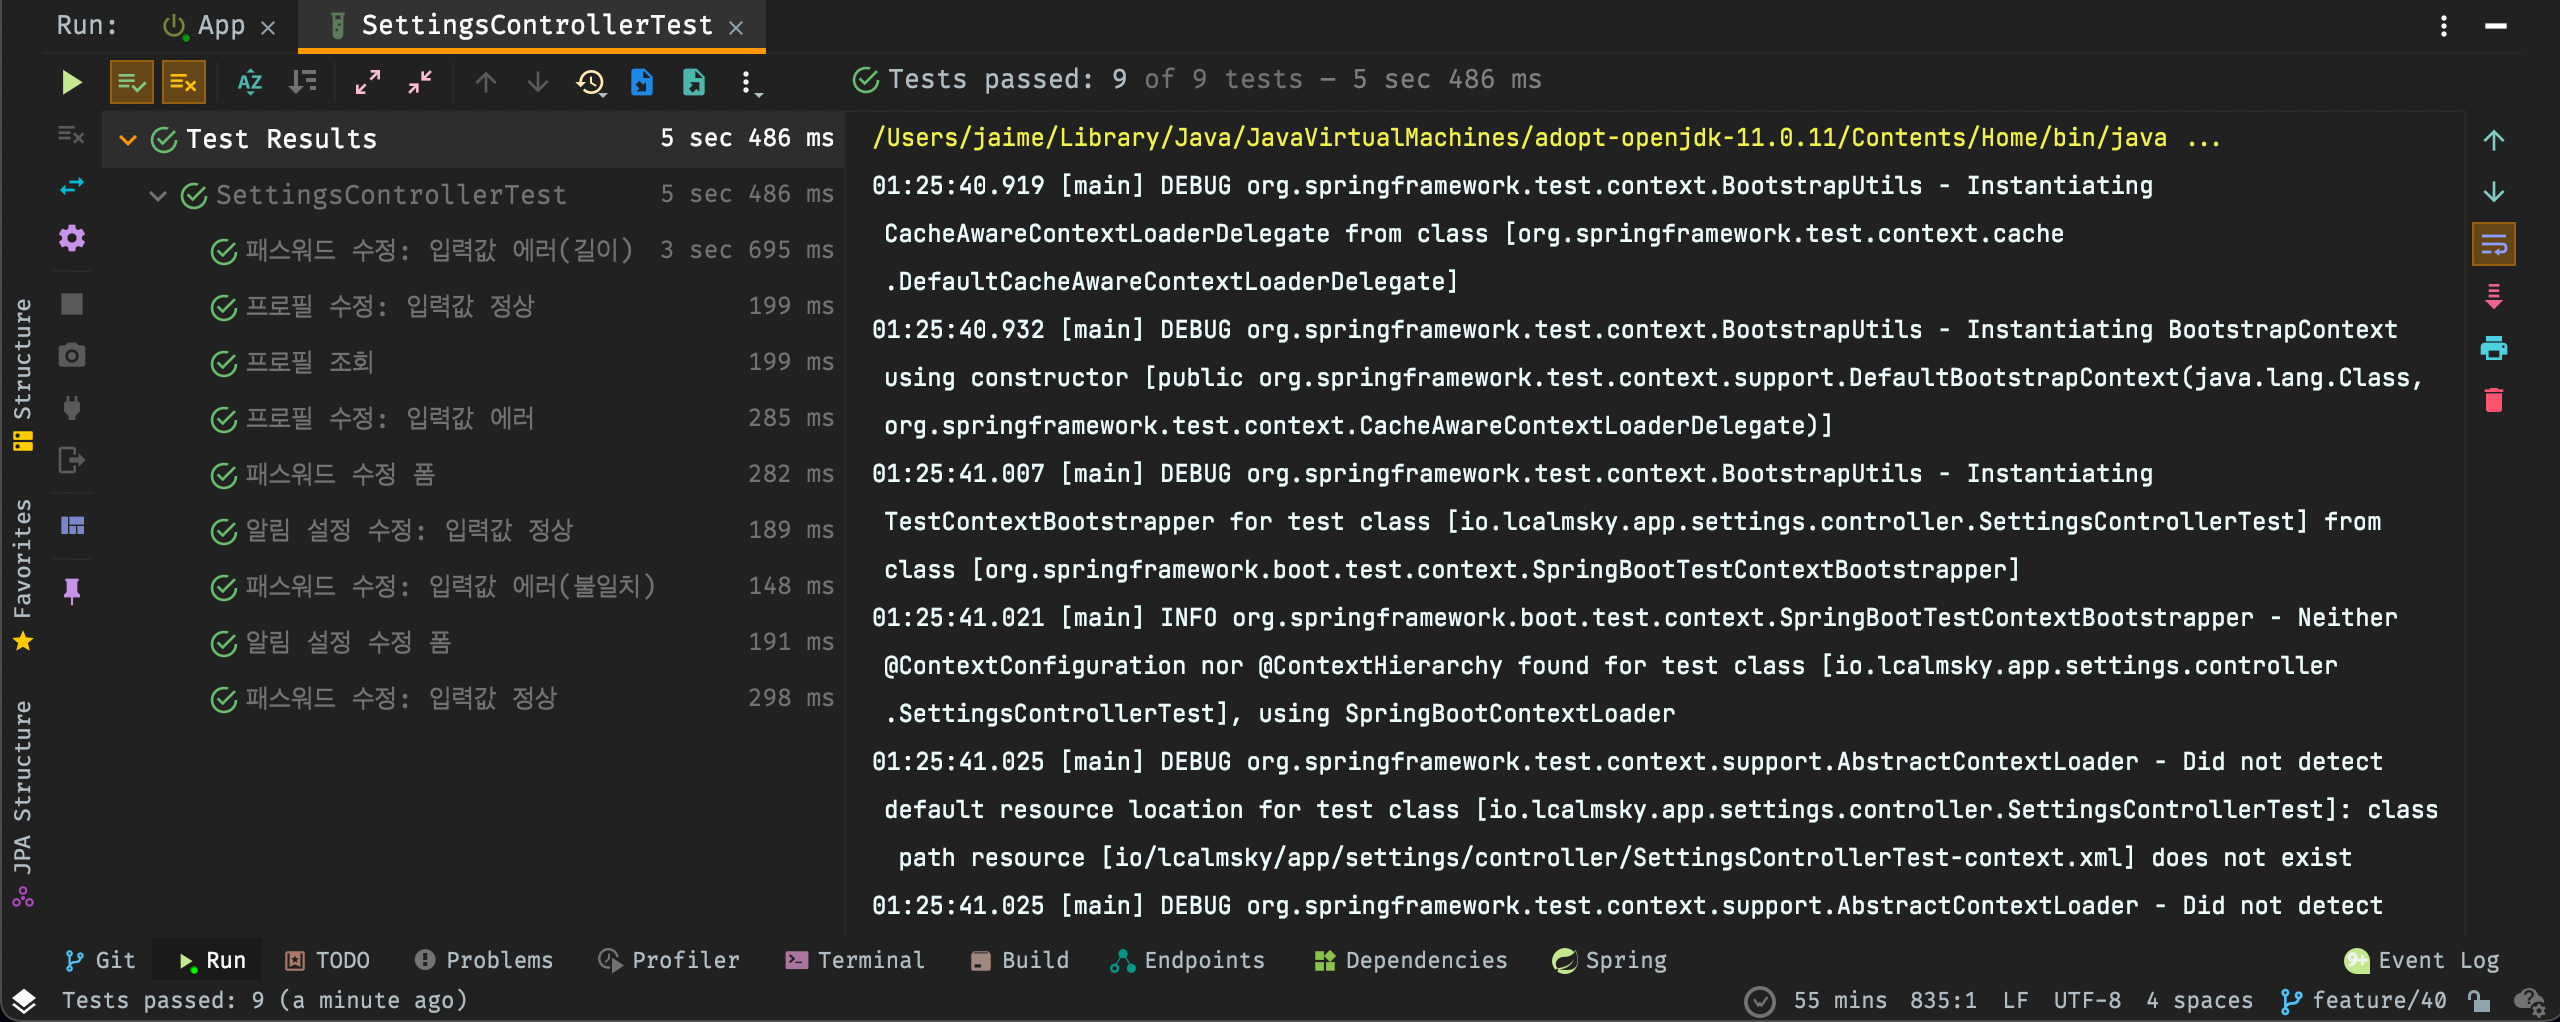 Run: App × SettingsControllerTest ×
Tests passed: 9 of 9 tests – 5 sec 486 ms
Test Results 5 sec 486 ms
SettingsControllerTest 5 sec 486 ms
패스워드 수정: 입력값 에러(길이) 3 sec 695 ms
프로필 수정: 입력값 정상 199 ms
프로필 조회 199 ms
프로필 수정: 입력값 에러 285 ms
패스워드 수정 폼 282 ms
알림 설정 수정: 입력값 정상 189 ms
패스워드 수정: 입력값 에러(불일치) 148 ms
알림 설정 수정 폼 191 ms
패스워드 수정: 입력값 정상 298 ms
/Users/jaime/Library/Java/JavaVirtualMachines/adopt-openjdk-11.0.11/Contents/Home/bin/java ...
01:25:40.919 [main] DEBUG org.springframework.test.context.BootstrapUtils - Instantiating
CacheAwareContextLoaderDelegate from class [org.springframework.test.context.cache
.DefaultCacheAwareContextLoaderDelegate]
01:25:40.932 [main] DEBUG org.springframework.test.context.BootstrapUtils - Instantiating BootstrapContext
using constructor [public org.springframework.test.context.support.DefaultBootstrapContext(java.lang.Class,
org.springframework.test.context.CacheAwareContextLoaderDelegate)]
01:25:41.007 [main] DEBUG org.springframework.test.context.BootstrapUtils - Instantiating
TestContextBootstrapper for test class [io.lcalmsky.app.settings.controller.SettingsControllerTest] from
class [org.springframework.boot.test.context.SpringBootTestContextBootstrapper]
01:25:41.021 [main] INFO org.springframework.boot.test.context.SpringBootTestContextBootstrapper - Neither
@ContextConfiguration nor @ContextHierarchy found for test class [io.lcalmsky.app.settings.controller
.SettingsControllerTest], using SpringBootContextLoader
01:25:41.025 [main] DEBUG org.springframework.test.context.support.AbstractContextLoader - Did not detect
default resource location for test class [io.lcalmsky.app.settings.controller.SettingsControllerTest]: class
path resource [io/lcalmsky/app/settings/controller/SettingsControllerTest-context.xml] does not exist
01:25:41.025 [main] DEBUG org.springframework.test.context.support.AbstractContextLoader - Did not detect
Structure
Favorites
JPA Structure
Git Run TODO Problems Profiler Terminal Build Endpoints Dependencies Spring 9+ Event Log
Tests passed: 9 (a minute ago) 55 mins 835:1 LF UTF-8 4 spaces feature/40